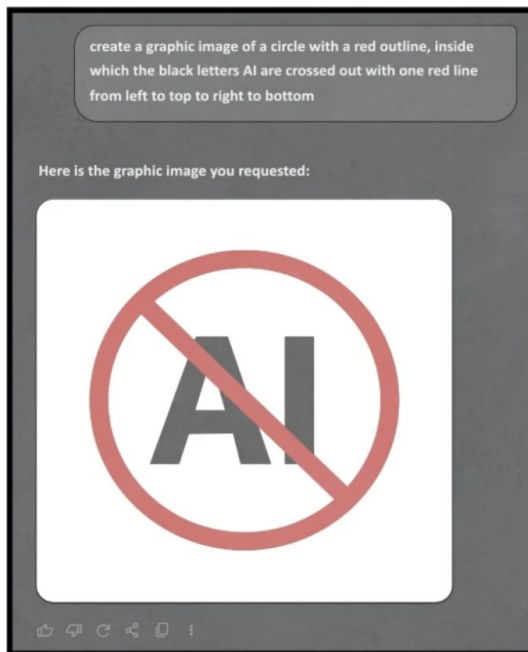 create a graphic image of a circle with a red outline, inside
which the black letters AI are crossed out with one red line
from left to top to right to bottom
Here is the graphic image you requested:
AI